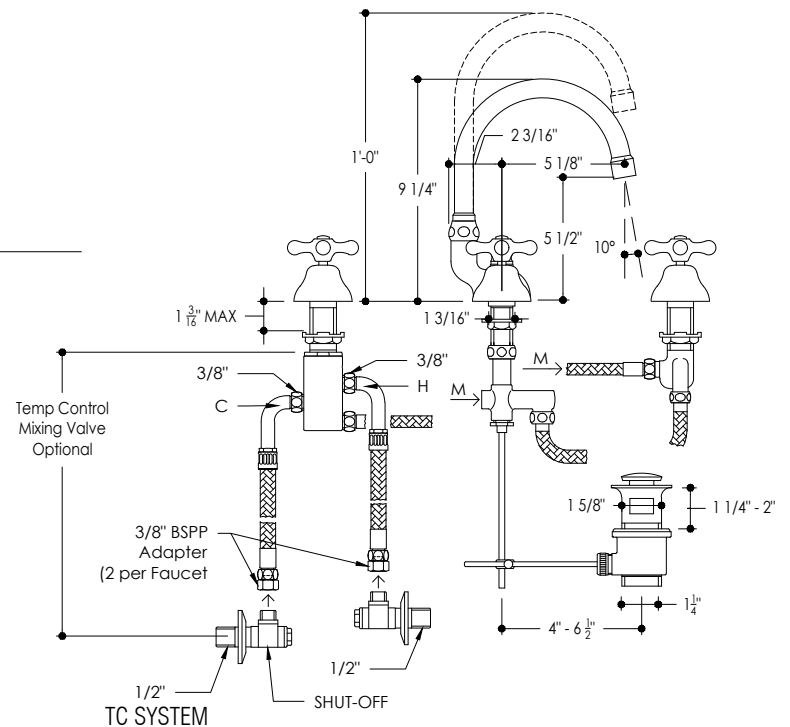 2 3/16"
1'-0"
5 1/8"
9 1/4"
5 1/2"
10°
1 3/16" MAX
1 3/16"
3/8"
M
3/8"
H
C
M
Temp Control
Mixing Valve
Optional
1 5/8"
1 1/4" - 2"
3/8" BSPP
Adapter
(2 per Faucet
1 1/4"
4" - 6 1/2"
1/2"
1/2"
SHUT-OFF
TC SYSTEM